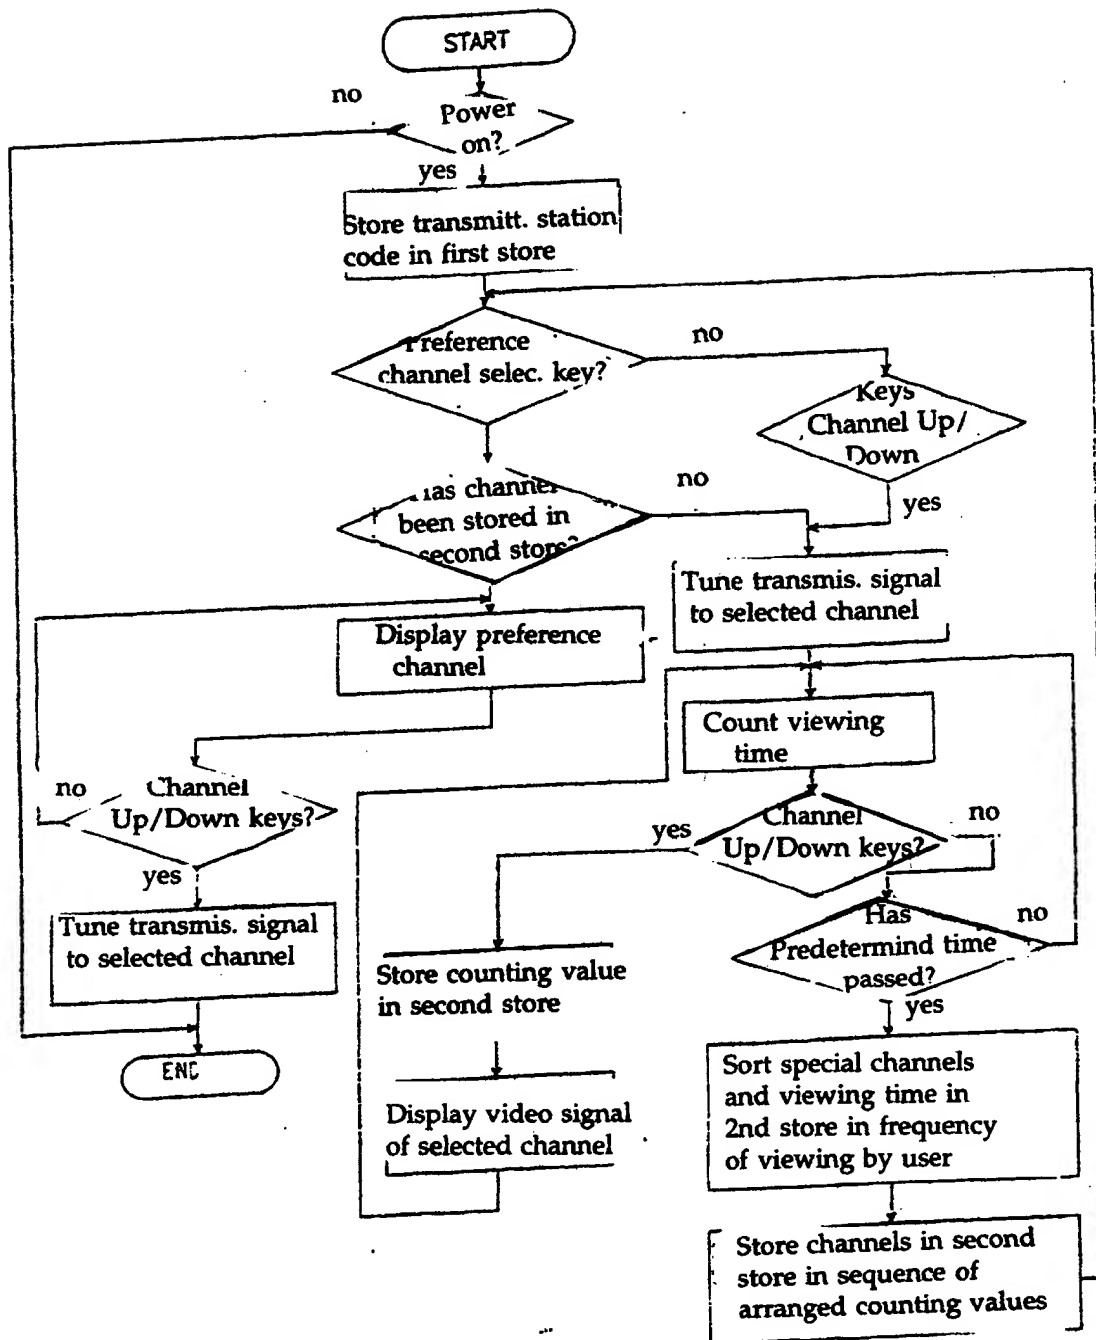 START
no
Power
on?
yes
Store transmitt. station
code in first store
Preference
channel selec. key?
no
Keys
Channel Up/
Down
yes
Has channel
been stored in
second store?
no
Tune transmis. signal
to selected channel
Display preference
channel
Count viewing
time
no
Channel
Up/Down keys?
yes
Tune transmis. signal
to selected channel
END
yes
Channel
Up/Down keys?
no
Store counting value
in second store
Display video signal
of selected channel
Has
Predetermind time
passed?
no
yes
Sort special channels
and viewing time in
2nd store in frequency
of viewing by user
Store channels in second
store in sequence of
arranged counting values